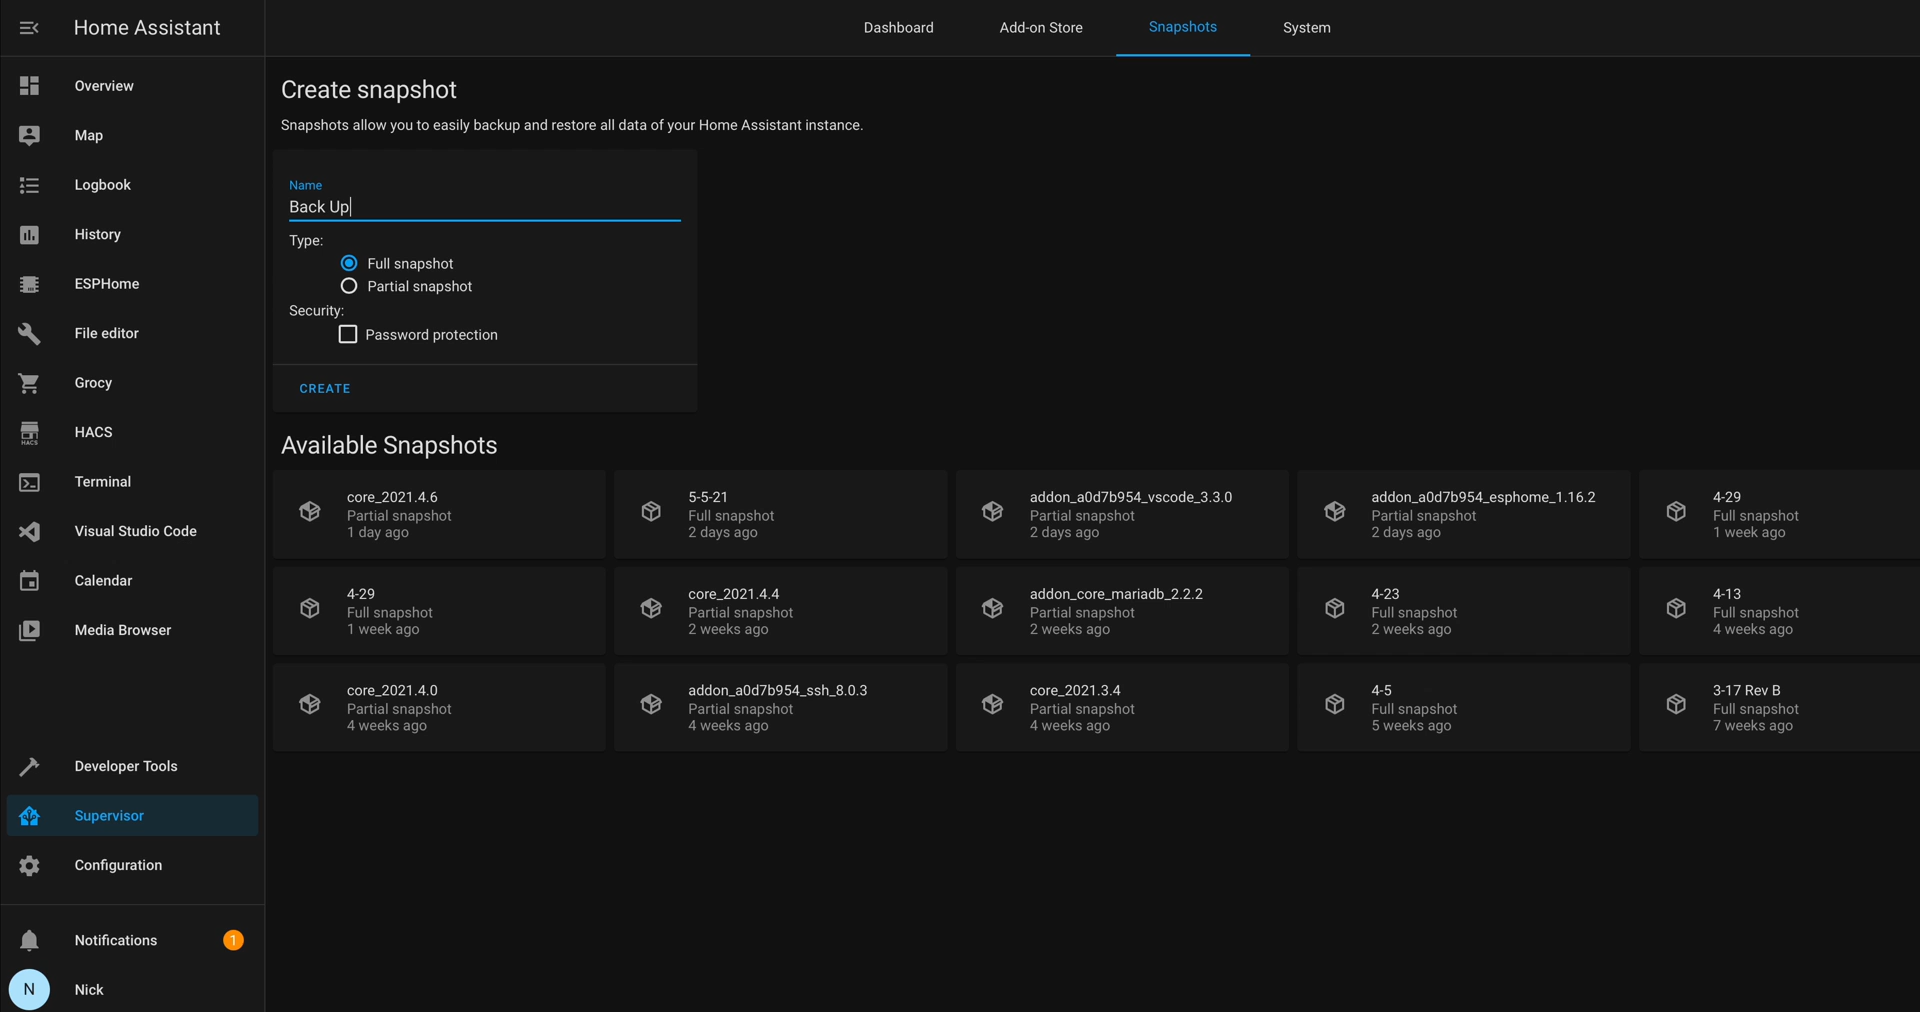 Home Assistant
Dashboard
Add-on Store
Snapshots
System
Overview
Map
Logbook
History
ESPHome
File editor
Grocy
HACS
HACS
Terminal
Visual Studio Code
Calendar
Media Browser
Developer Tools
Supervisor
Configuration
Notifications
1
N
Nick
Create snapshot
Snapshots allow you to easily backup and restore all data of your Home Assistant instance.
Name
Back Up
Type:
Full snapshot
Partial snapshot
Security:
Password protection
CREATE
Available Snapshots
core_2021.4.6
Partial snapshot
1 day ago
5-5-21
Full snapshot
2 days ago
addon_a0d7b954_vscode_3.3.0
Partial snapshot
2 days ago
addon_a0d7b954_esphome_1.16.2
Partial snapshot
2 days ago
4-29
Full snapshot
1 week ago
4-29
Full snapshot
1 week ago
core_2021.4.4
Partial snapshot
2 weeks ago
addon_core_mariadb_2.2.2
Partial snapshot
2 weeks ago
4-23
Full snapshot
2 weeks ago
4-13
Full snapshot
4 weeks ago
core_2021.4.0
Partial snapshot
4 weeks ago
addon_a0d7b954_ssh_8.0.3
Partial snapshot
4 weeks ago
core_2021.3.4
Partial snapshot
4 weeks ago
4-5
Full snapshot
5 weeks ago
3-17 Rev B
Full snapshot
7 weeks ago